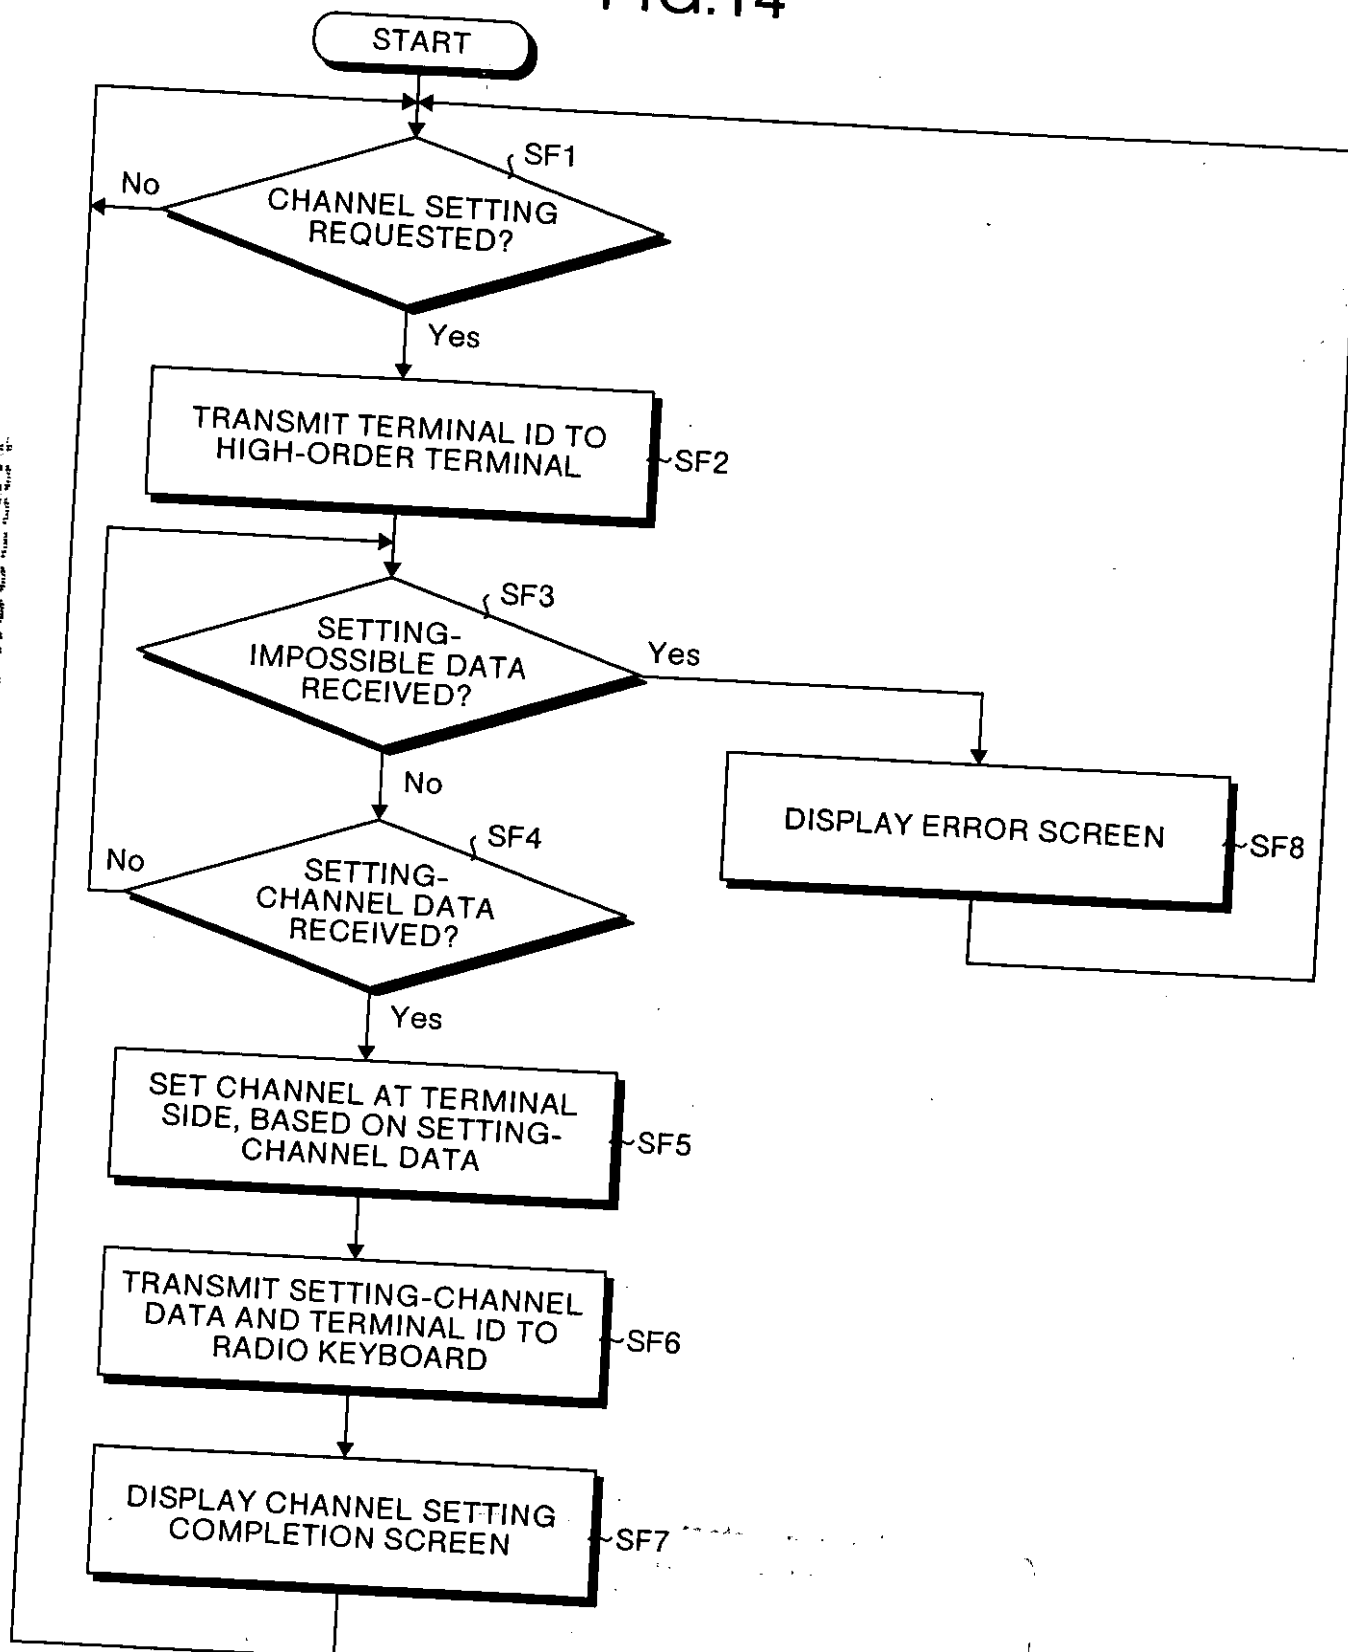 FIG.14
START
SF1
No
CHANNEL SETTING
REQUESTED?
Yes
TRANSMIT TERMINAL ID TO
HIGH-ORDER TERMINAL
SF2
SF3
SETTING-
IMPOSSIBLE DATA
RECEIVED?
Yes
No
DISPLAY ERROR SCREEN
SF8
SF4
No
SETTING-
CHANNEL DATA
RECEIVED?
Yes
SET CHANNEL AT TERMINAL
SIDE, BASED ON SETTING-
CHANNEL DATA
SF5
TRANSMIT SETTING-CHANNEL
DATA AND TERMINAL ID TO
RADIO KEYBOARD
SF6
DISPLAY CHANNEL SETTING
COMPLETION SCREEN
SF7